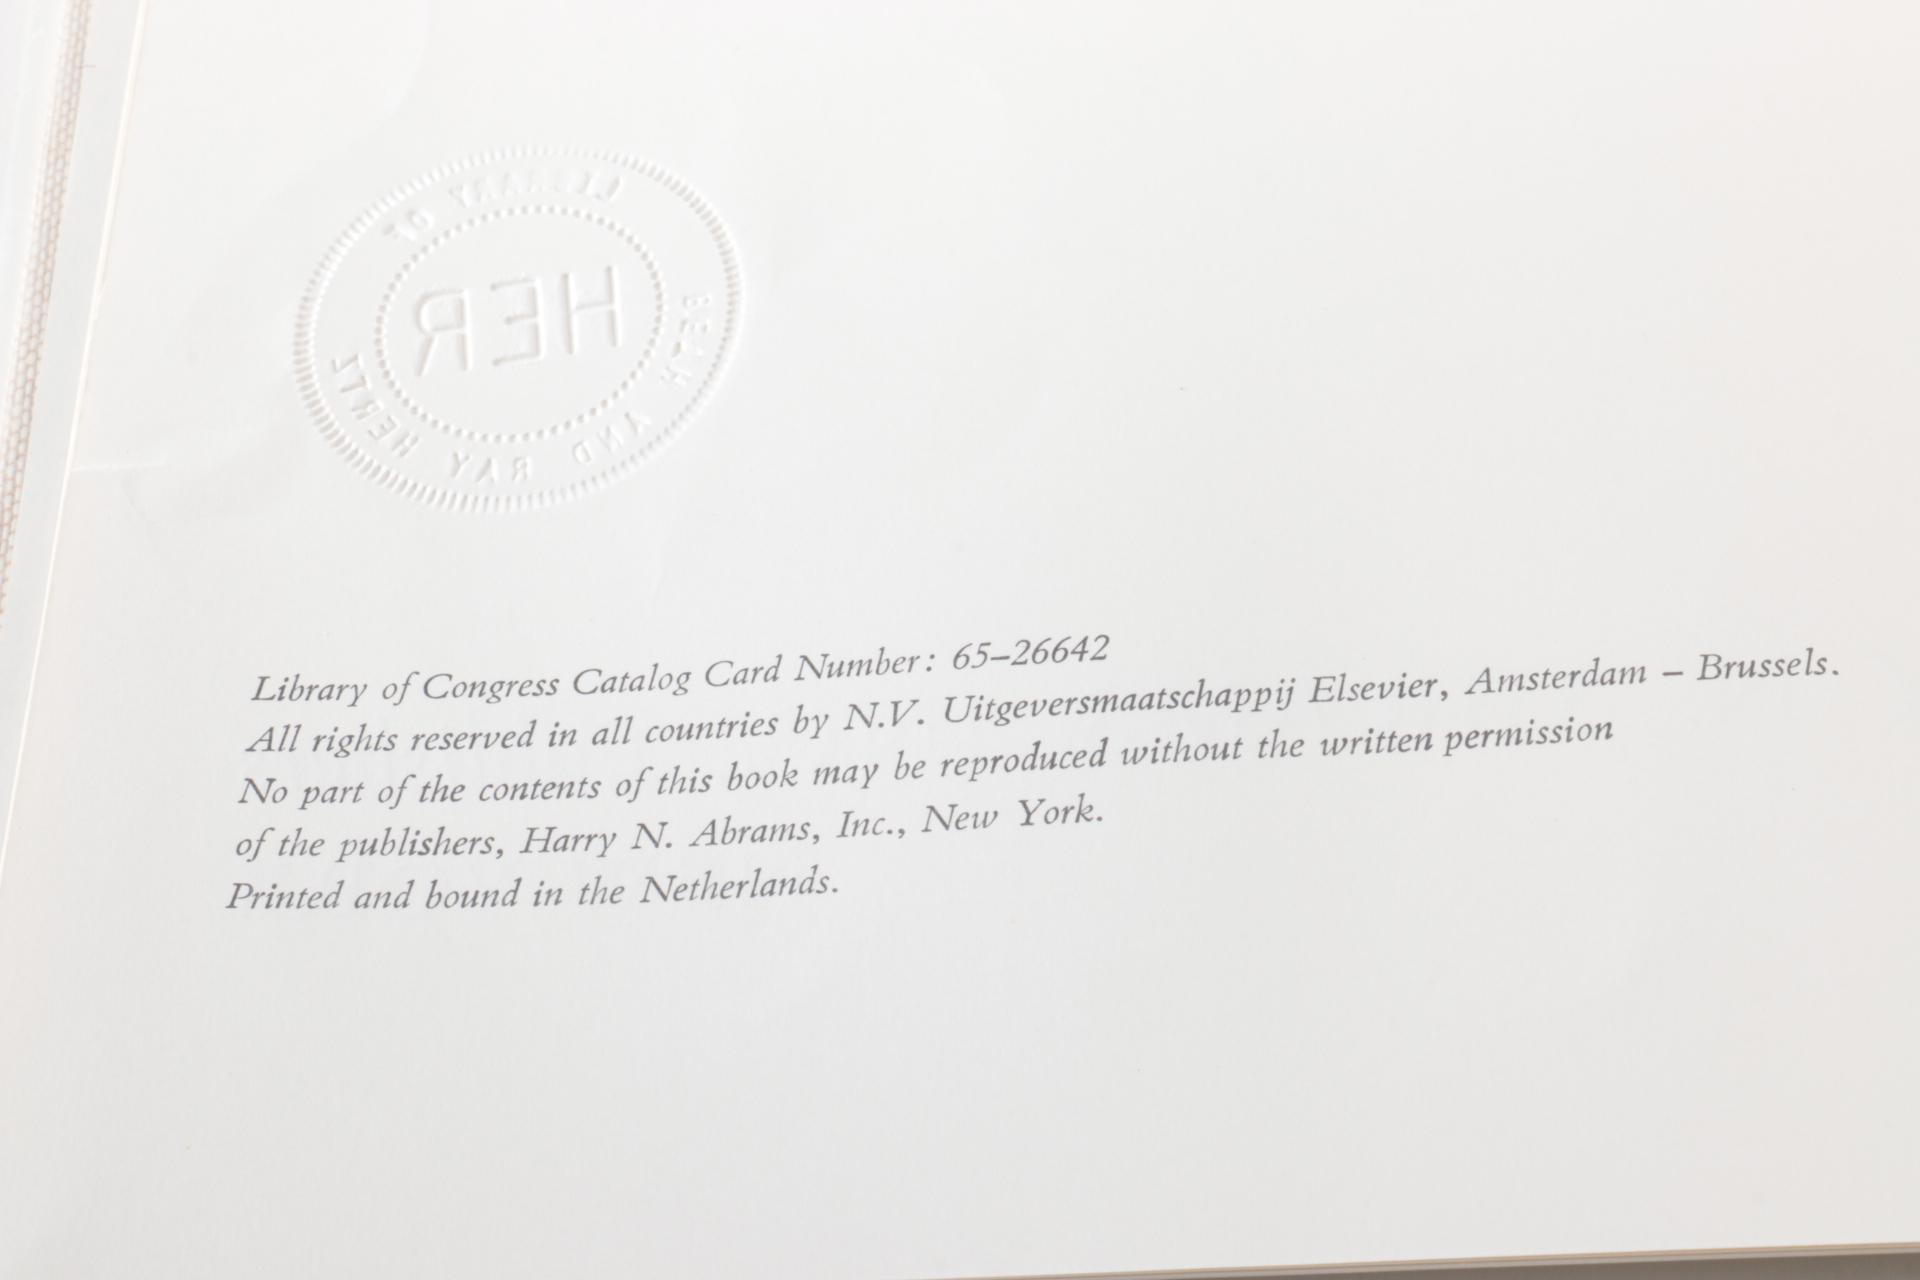 LIBRARY OF
HER
BETH AND RAY HERTZ
Library of Congress Catalog Card Number: 65–26642
All rights reserved in all countries by N.V. Uitgeversmaatschappij Elsevier, Amsterdam – Brussels.
No part of the contents of this book may be reproduced without the written permission
of the publishers, Harry N. Abrams, Inc., New York.
Printed and bound in the Netherlands.